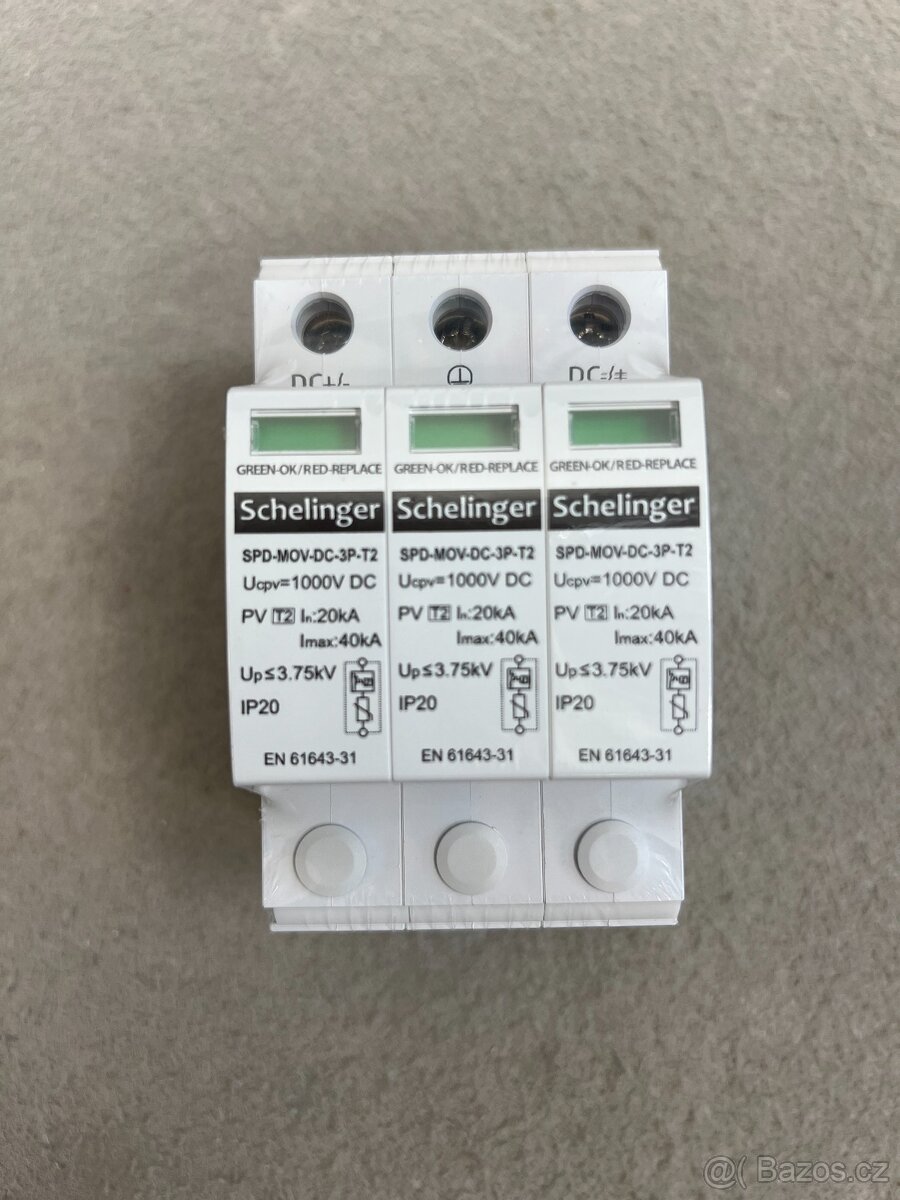 DC+/-
DC-/+
GREEN-OK/RED-REPLACE GREEN-OK/RED-REPLACE GREEN-OK/RED-REPLACE
Schelinger Schelinger Schelinger
SPD-MOV-DC-3P-T2 SPD-MOV-DC-3P-T2 SPD-MOV-DC-3P-T2
Ucpv=1000V DC Ucpv=1000V DC Ucpv=1000V DC
PV T2 In:20kA PV T2 In:20kA PV T2 In:20kA
Imax:40kA Imax:40kA Imax:40kA
Up≤3.75kV Up≤3.75kV Up≤3.75kV
IP20 IP20 IP20
EN 61643-31 EN 61643-31 EN 61643-31
@( Bazos.cz